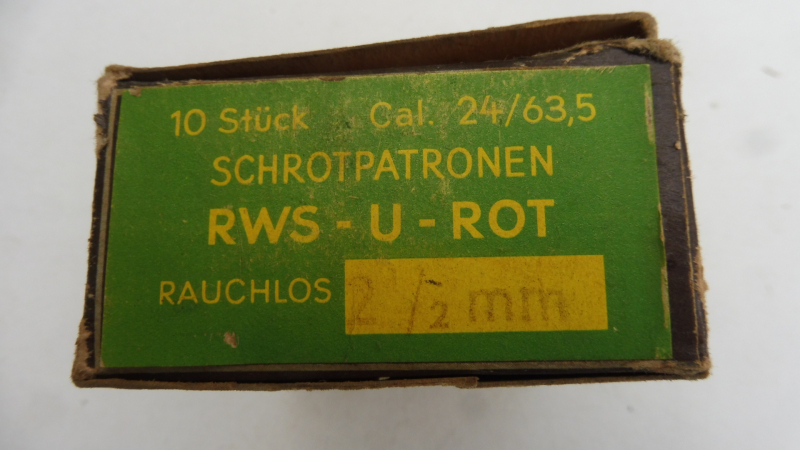 10 Stück Cal. 24/63,5
SCHROTPATRONEN
RWS - U - ROT
RAUCHLOS 2 1/2 mm